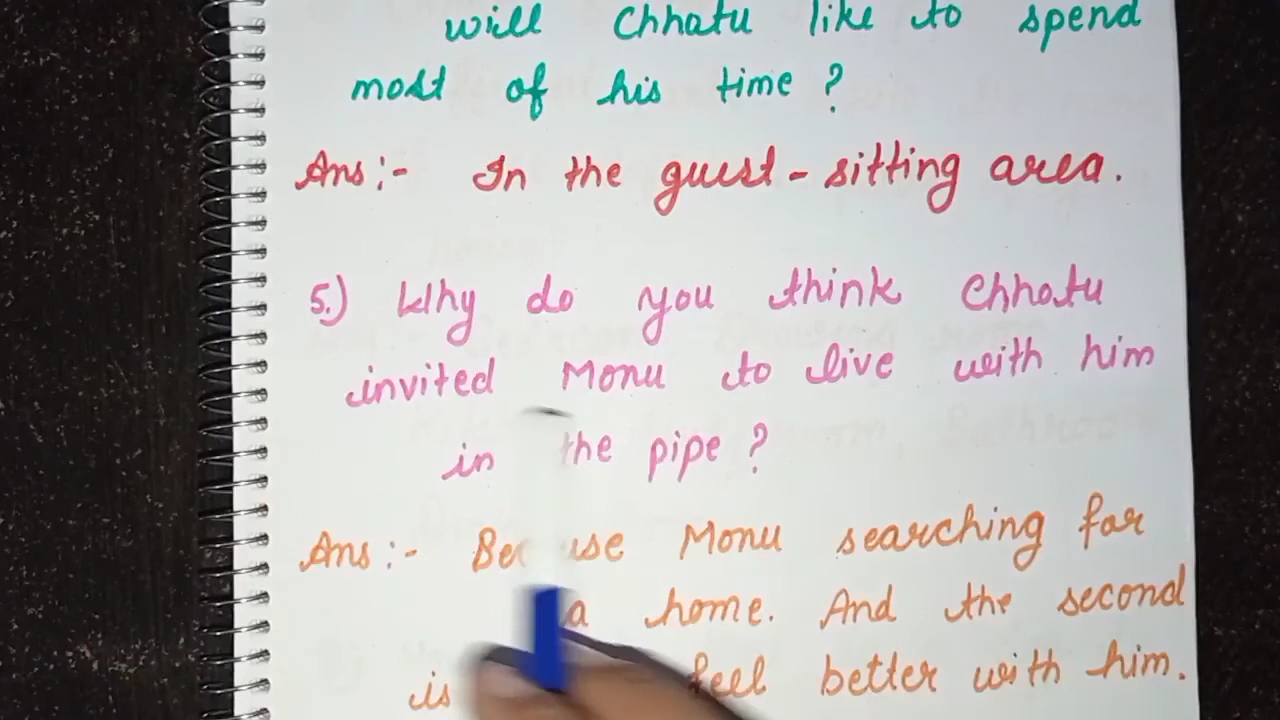 will Chhatu like to spend
most of his time ?
Ans :- In the guest - sitting area .
5.) Why do you think Chhatu
invited Monu to live with him
in the pipe ?
Ans :- Monu searching for
a home. And the second
is feel better with him.